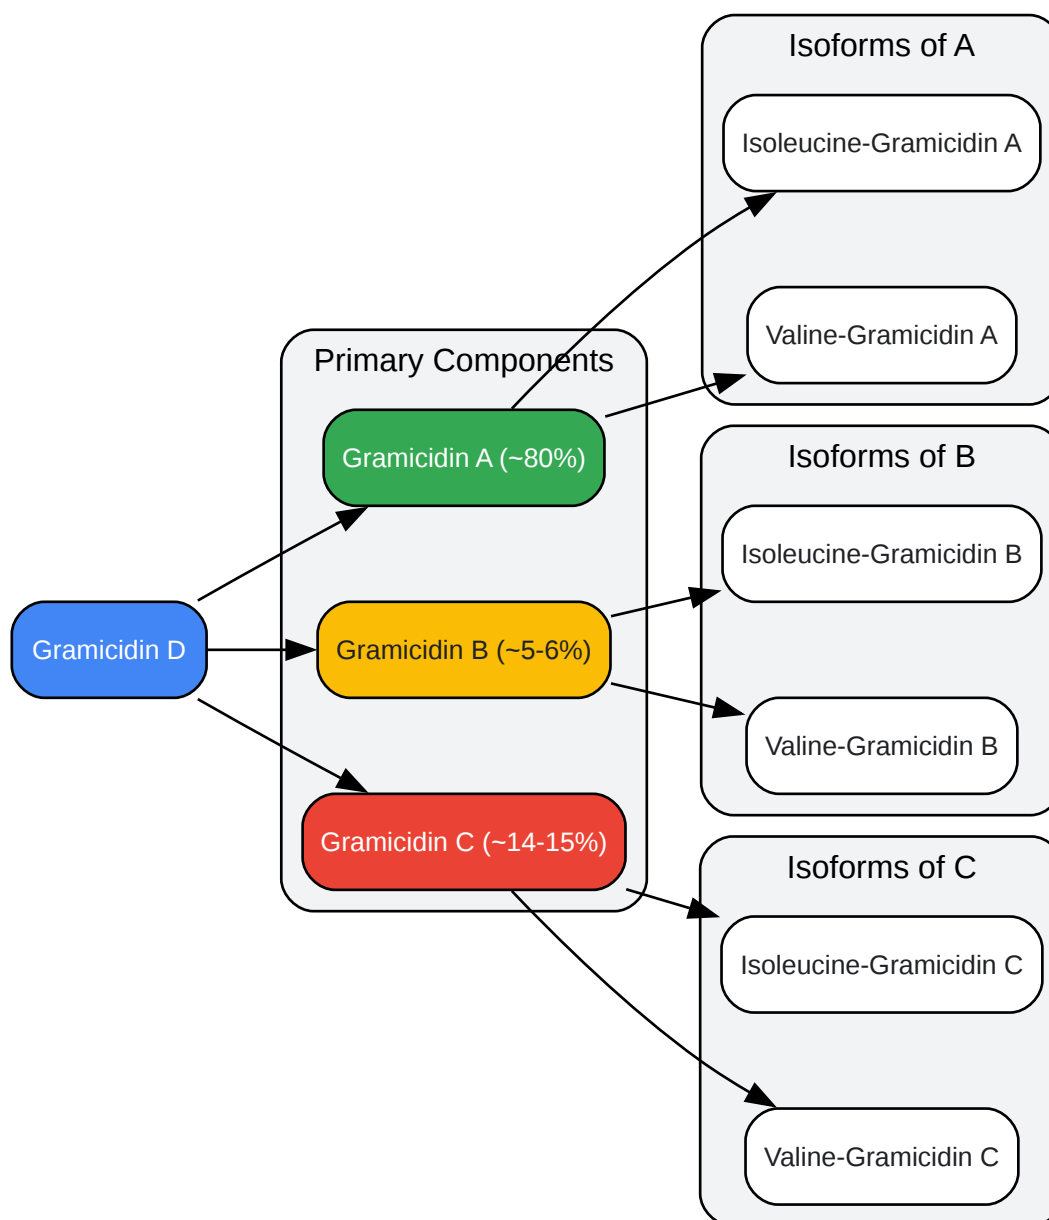 Isoforms of A
Isoleucine-Gramicidin A
Valine-Gramicidin A
Primary Components
Gramicidin A (~80%)
Isoforms of B
Isoleucine-Gramicidin B
Gramicidin D
Gramicidin B (~5-6%)
Valine-Gramicidin B
Gramicidin C (~14-15%)
Isoforms of C
Isoleucine-Gramicidin C
Valine-Gramicidin C